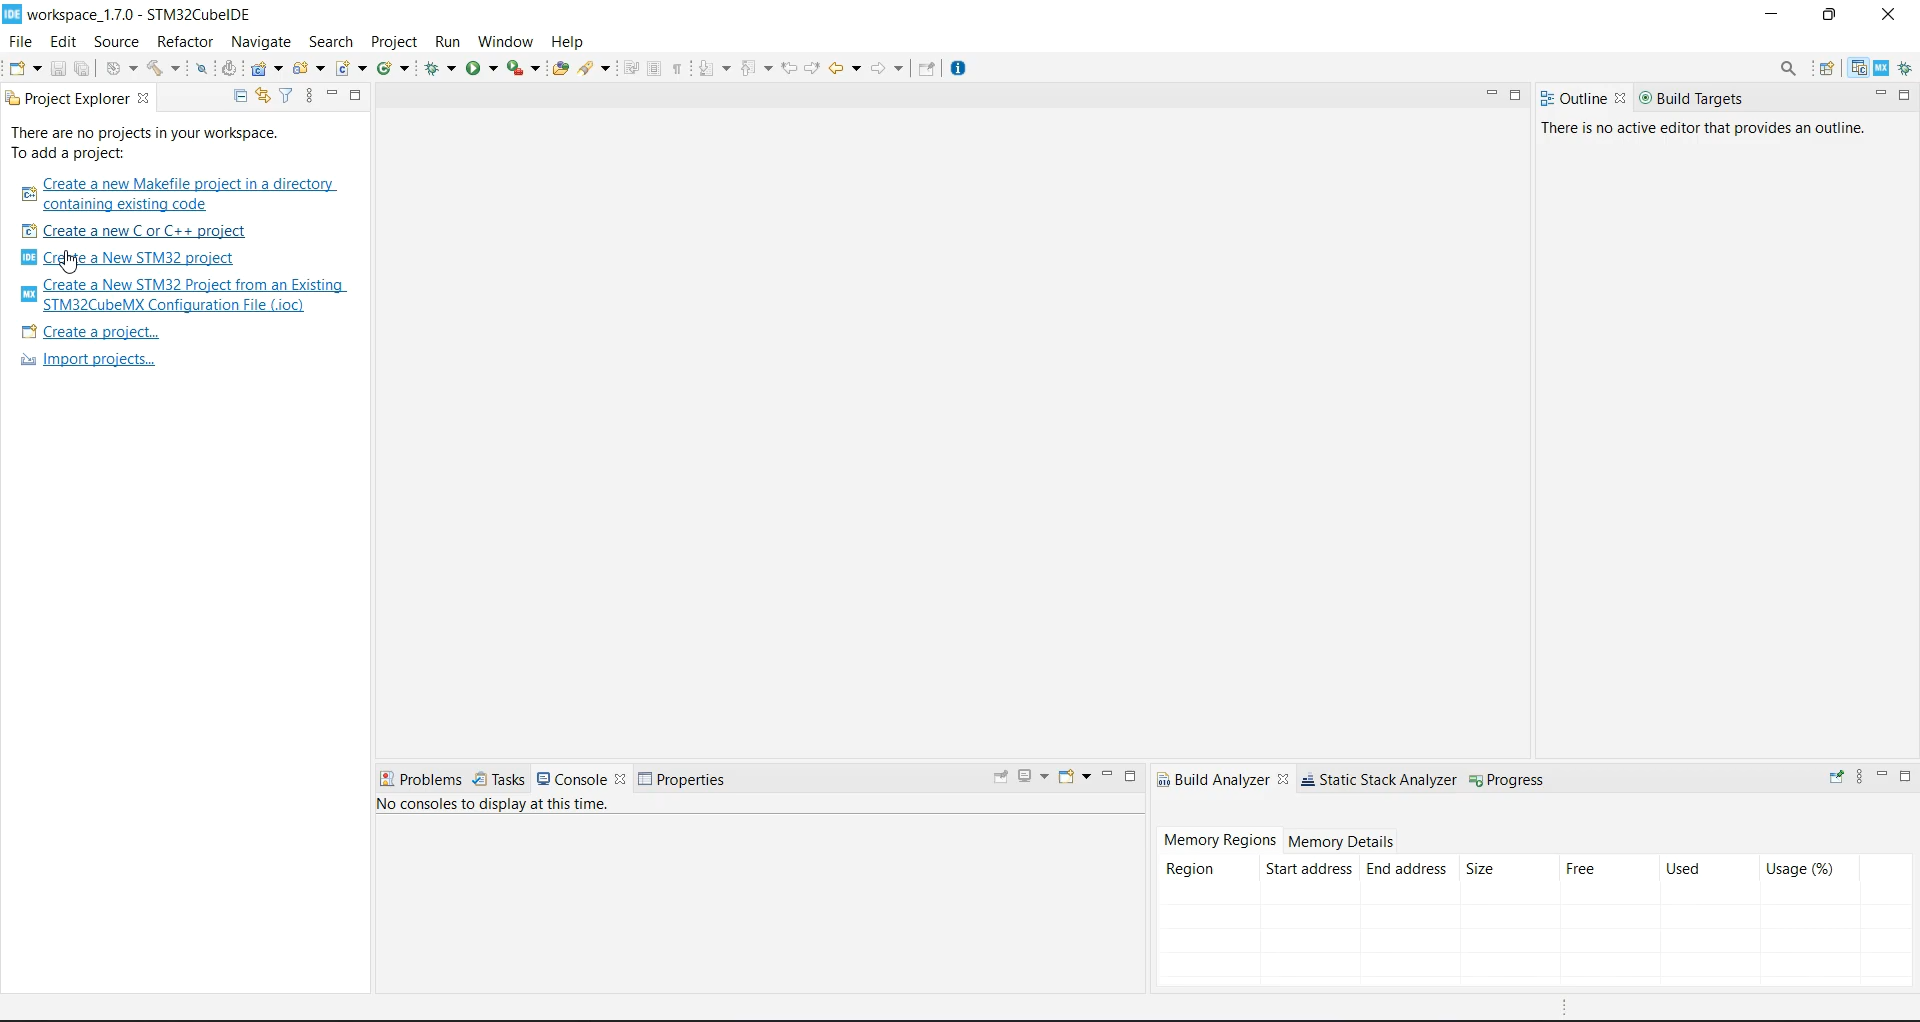 IDE workspace_1.7.0 - STM32CubeIDE
File Edit Source Refactor Navigate Search Project Run Window Help
Project Explorer
There are no projects in your workspace.
To add a project:
Create a new Makefile project in a directory
containing existing code
Create a new C or C++ project
IDE Create a New STM32 project
Create a New STM32 Project from an Existing
MX STM32CubeMX Configuration File (.ioc)
Create a project...
Import projects...
MX
Outline Build Targets
There is no active editor that provides an outline.
Problems Tasks Console Properties
No consoles to display at this time.
Build Analyzer Static Stack Analyzer Progress
Memory Regions Memory Details
Region Start address End address Size Free Used Usage (%)